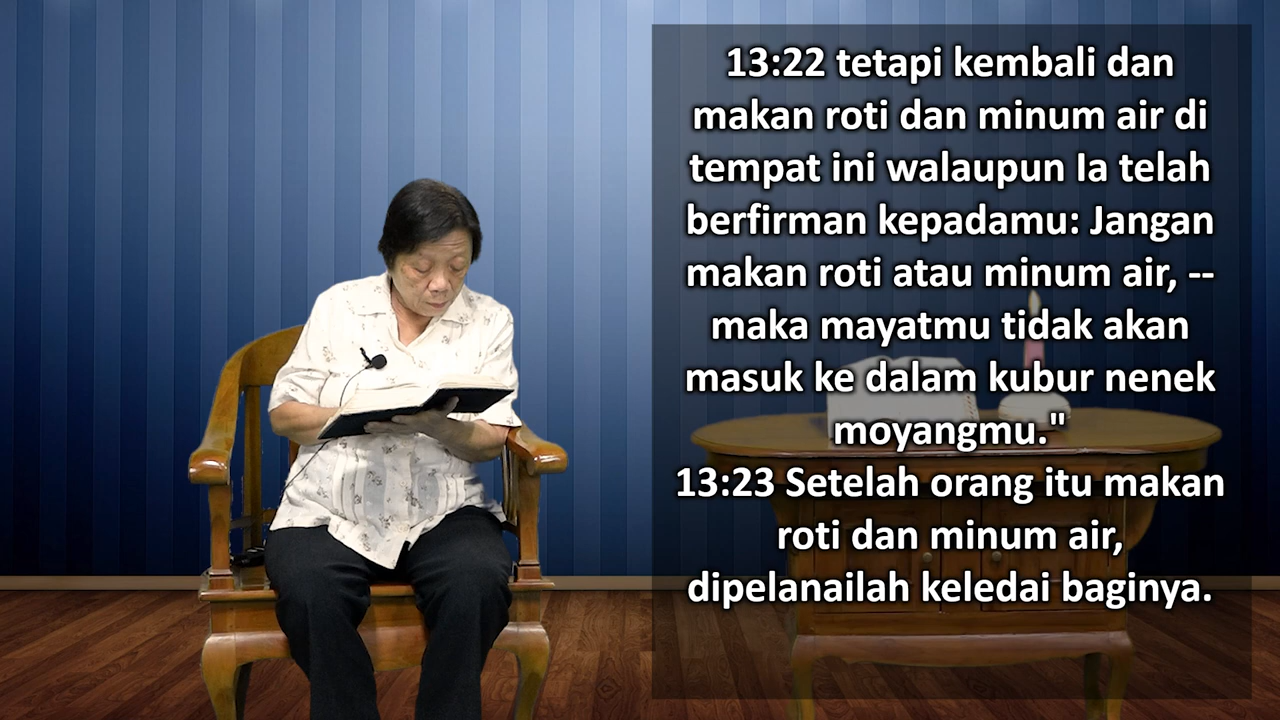 13:22 tetapi kembali dan
makan roti dan minum air di
tempat ini walaupun Ia telah
berfirman kepadamu: Jangan
makan roti atau minum air, --
maka mayatmu tidak akan
masuk ke dalam kubur nenek
moyangmu."
13:23 Setelah orang itu makan
roti dan minum air,
dipelanailah keledai baginya.